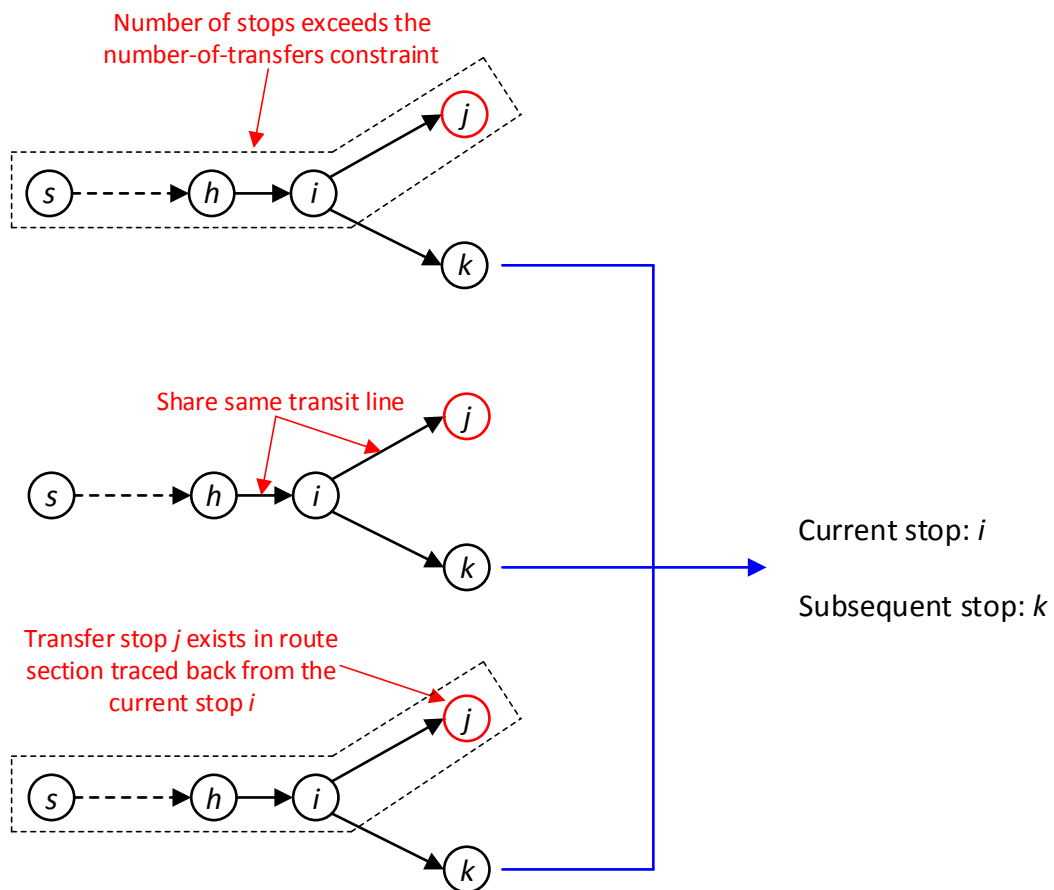 Number of stops exceeds the
number-of-transfers constraint
j
s
h
i
k
Share same transit line
j
s
h
i
k
Current stop: i
Subsequent stop: k
Transfer stop j exists in route
section traced back from the
current stop i
j
s
h
i
k